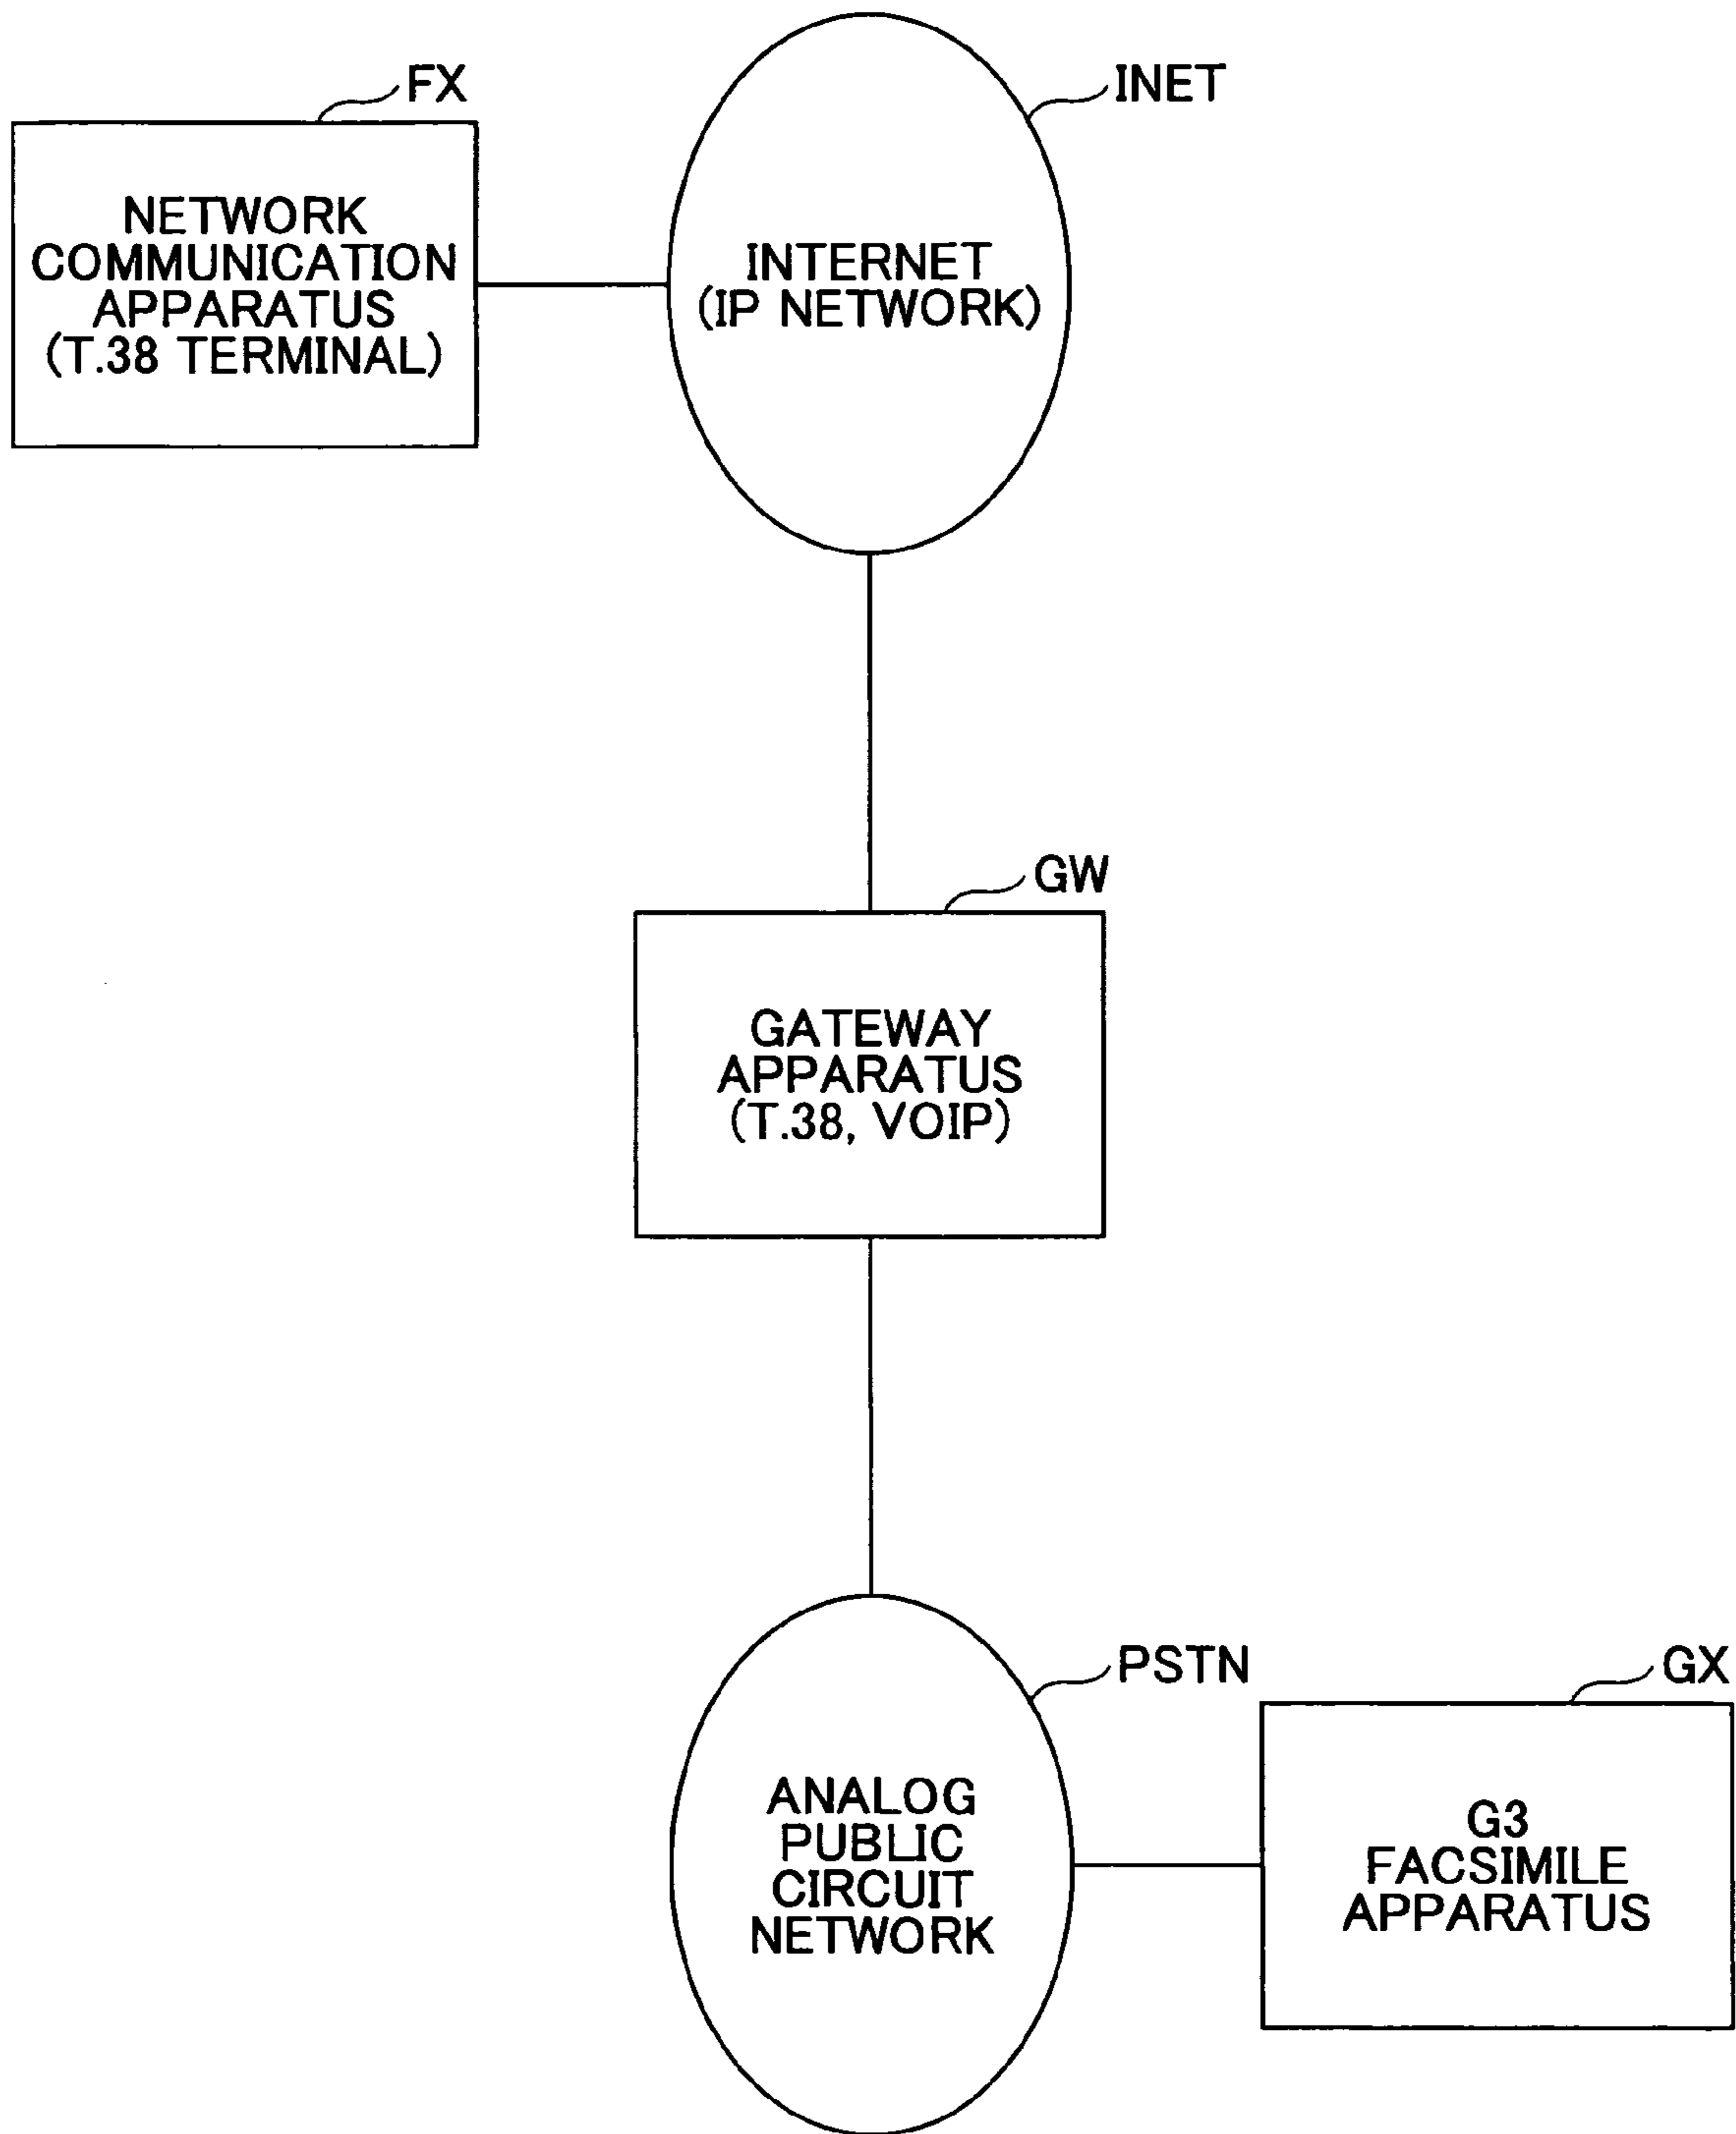 FX
INET
NETWORK
COMMUNICATION
APPARATUS
(T.38 TERMINAL)
INTERNET
(IP NETWORK)
GW
GATEWAY
APPARATUS
(T.38, VOIP)
PSTN
GX
ANALOG
PUBLIC
CIRCUIT
NETWORK
G3
FACSIMILE
APPARATUS